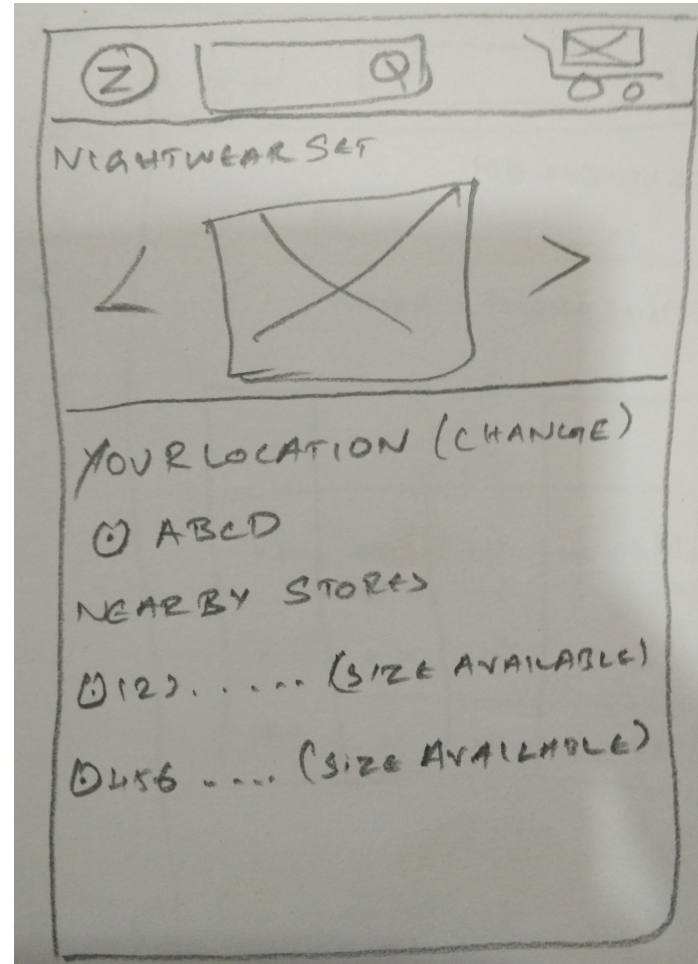 Z
NIGHTWEAR SET
< >
YOUR LOCATION (CHANGE)
ABCD
NEARBY STORES
123..... (SIZE AVAILABLE)
456 .... (SIZE AVAILABLE)